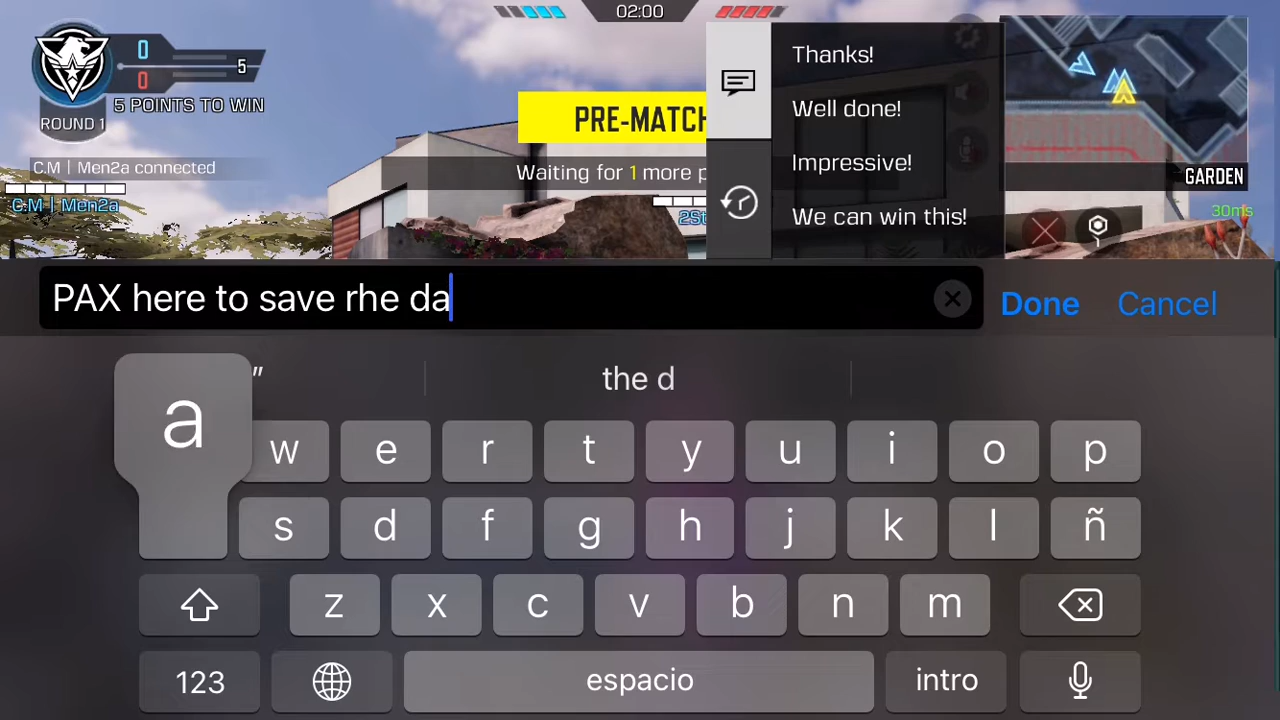 02:00
0
0
5
5 POINTS TO WIN
ROUND 1
C.M | Men2a connected
C.M | Men2a
PRE-MATCH
Waiting for 1 more p
2St
Thanks!
Well done!
Impressive!
We can win this!
GARDEN
30ms
PAX here to save rhe da
Done
Cancel
"
the d
a
w e r t y u i o p
s d f g h j k l ñ
z x c v b n m
123
espacio
intro